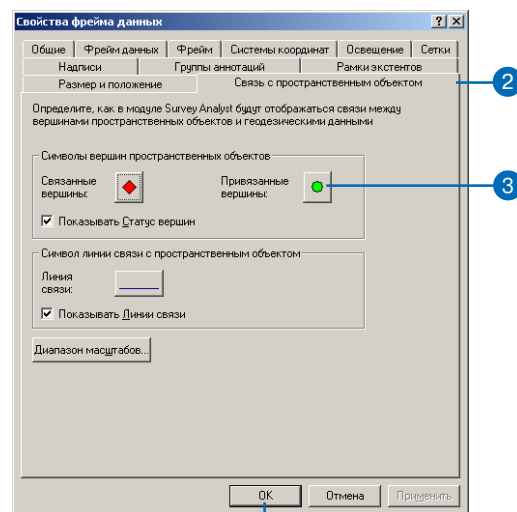 Свойства фрейма данных
? ×
Общие Фрейм данных Фрейм Системы координат Освещение Сетки
Надписи Группы аннотаций Рамки экстентов
Размер и положение Связь с пространственным объектом
2
Определите, как в модуле Survey Analyst будут отображаться связи между
вершинами пространственных объектов и геодезическими данными
Символы вершин пространственных объектов
Связанные Привязанные
вершины: вершины:
3
Показывать Статус вершин
Символ линии связи с пространственным объектом
Линия
связи:
Показывать Линии связи
Диапазон масштабов...
OK Отмена Применить